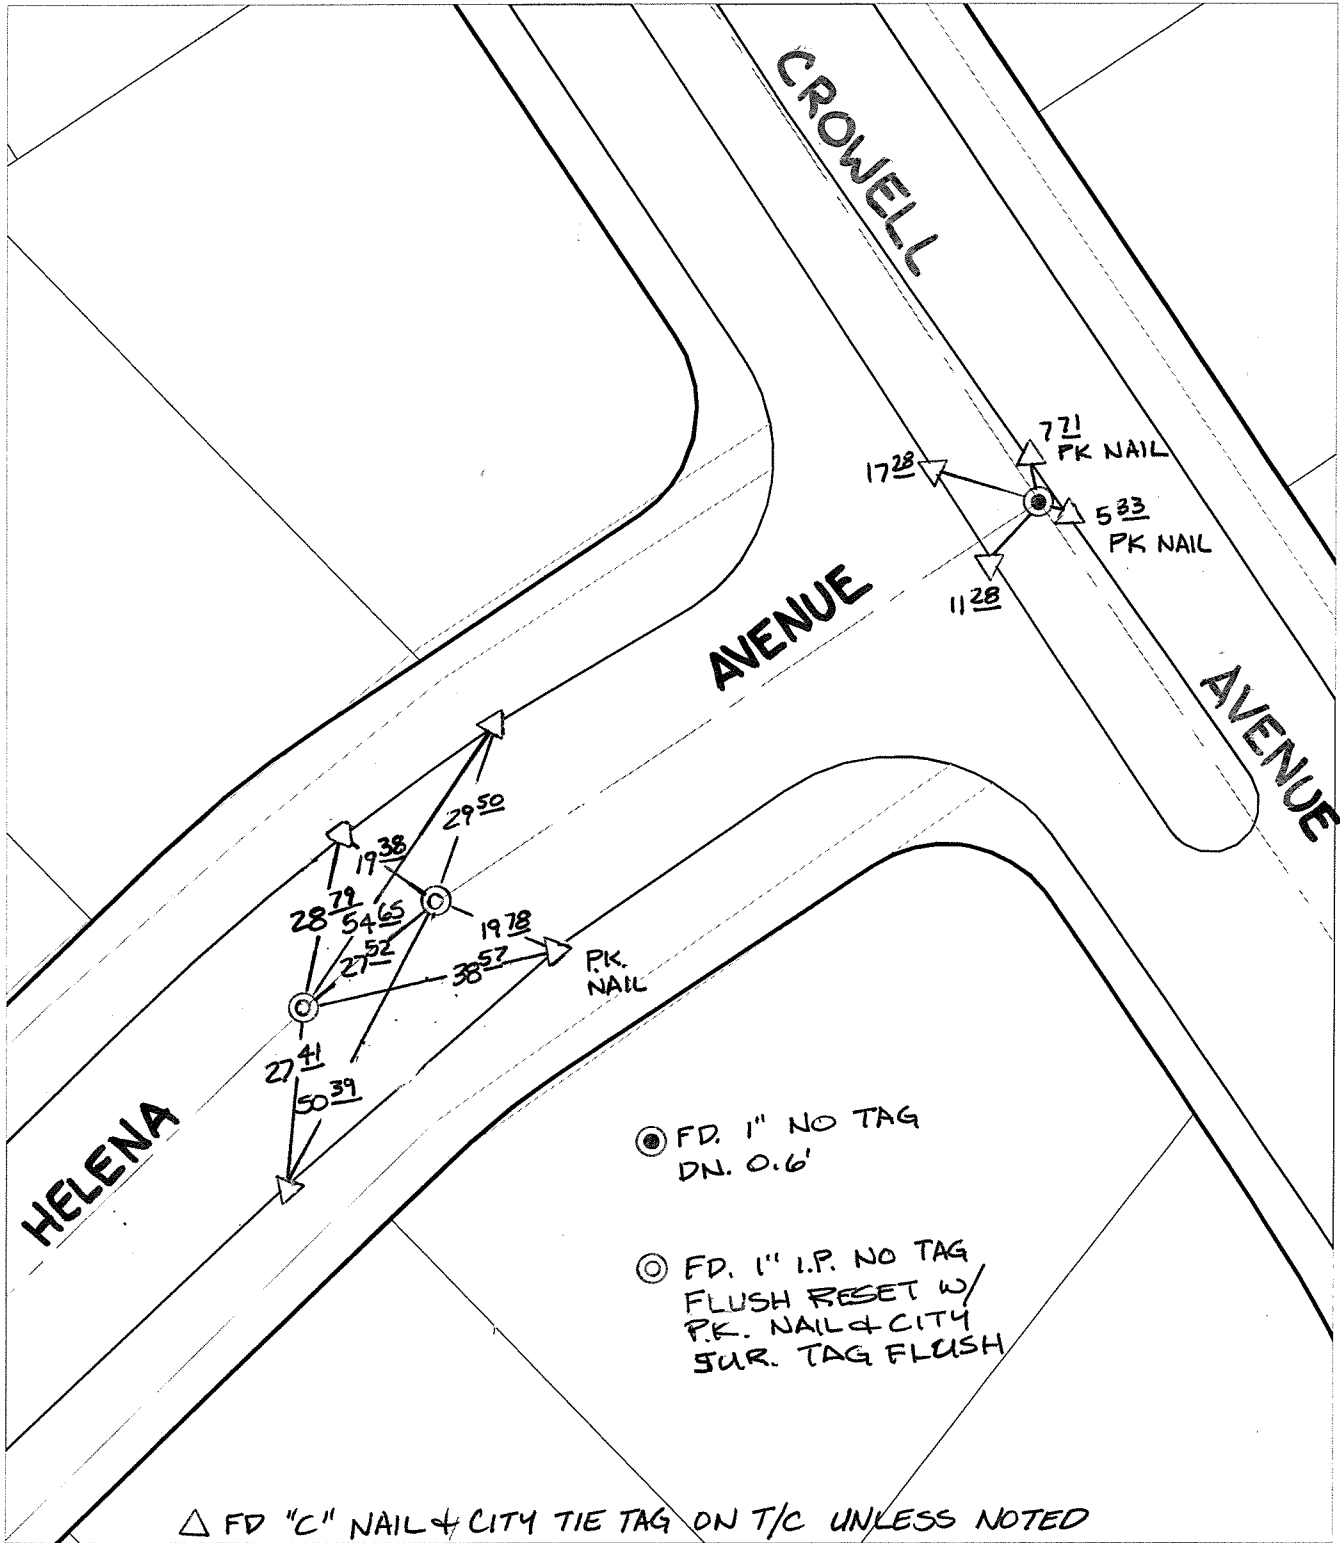 CROWELL
7 71
PK NAIL
17 28
5 33
PK NAIL
11 28
AVENUE
AVENUE
29 50
19 38
28 79
54 65
19 78
27 52
38 57
P.K.
NAIL
27 41
50 39
HELENA
FD. 1" NO TAG
DN. 0.6'
FD. 1" I.P. NO TAG
FLUSH RESET W/
P.K. NAIL & CITY
SUR. TAG FLUSH
△ FD "C" NAIL & CITY TIE TAG ON T/C UNLESS NOTED